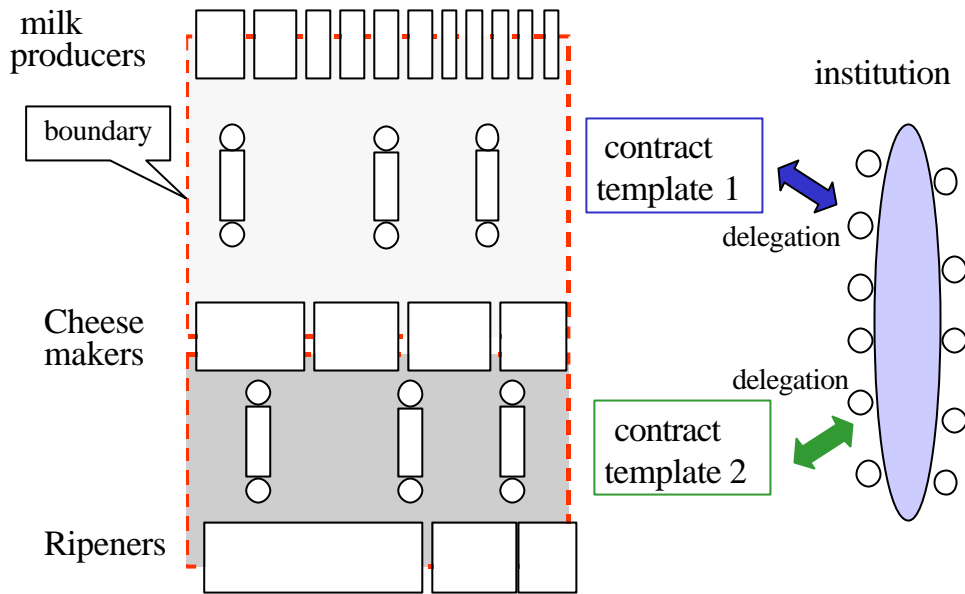 milk
producers
institution
boundary
contract
template 1
delegation
Cheese
makers
delegation
contract
template 2
Ripeners